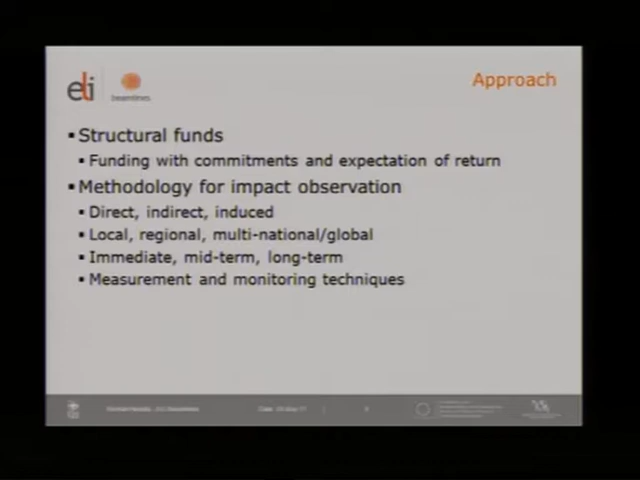 eli
beamlines
Approach
▪Structural funds
▪Funding with commitments and expectation of return
▪Methodology for impact observation
▪Direct, indirect, induced
▪Local, regional, multi-national/global
▪Immediate, mid-term, long-term
▪Measurement and monitoring techniques